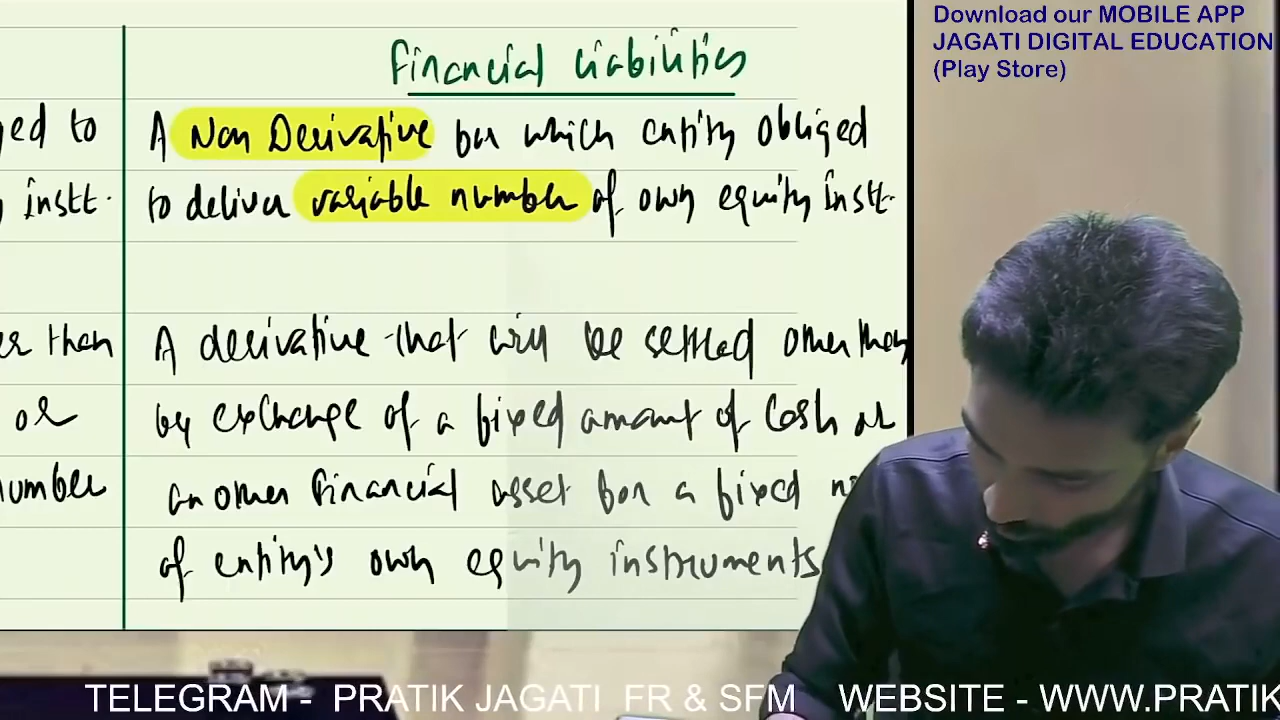 Download our MOBILE APP
JAGATI DIGITAL EDUCATION
(Play Store)
Financial Liabilities
ged to
instt.
A Non Derivative for which entity obliged
to deliver variable number of own equity instt.
er than
or
number
A derivative that will be settled other than
by exchange of a fixed amount of cash or
another financial asset for a fixed
of entity's own equity instruments
TELEGRAM - PRATIK JAGATI FR & SFM WEBSITE - WWW.PRATIK